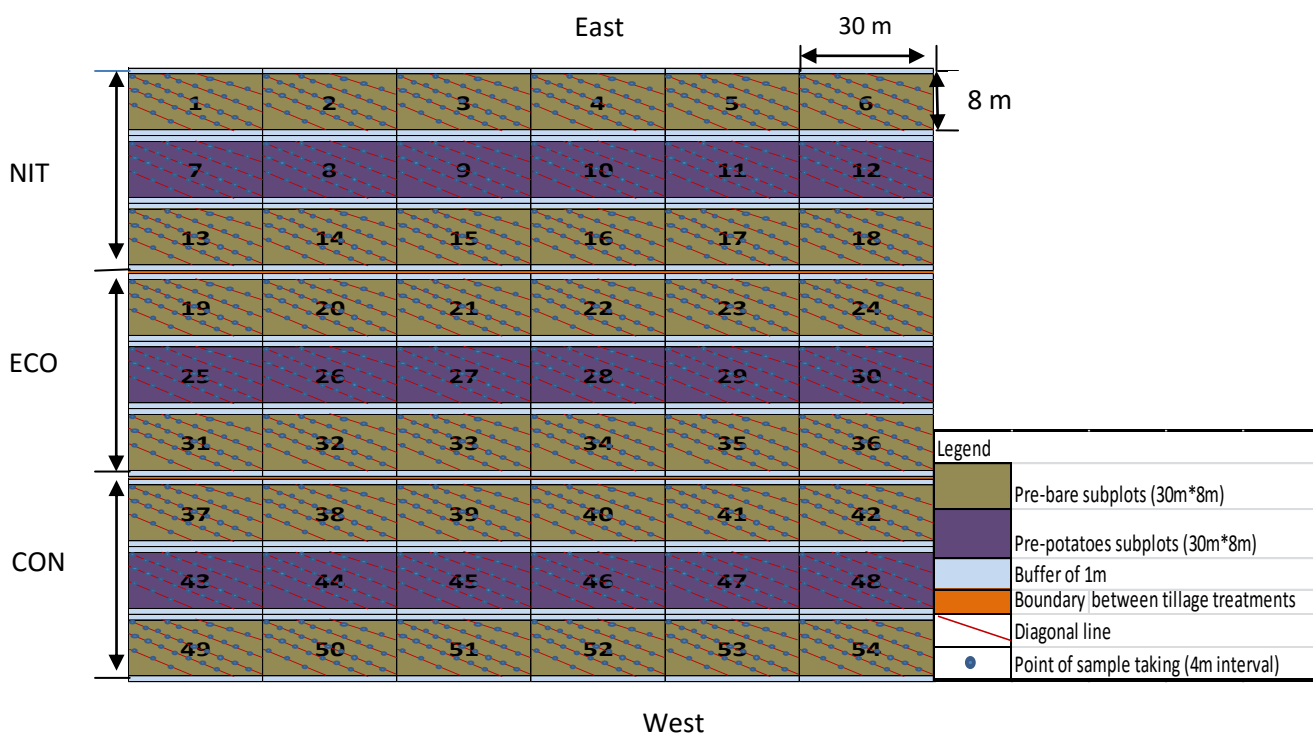 East
30 m
8 m
1 2 3 4 5 6
NIT
7 8 9 10 11 12
13 14 15 16 17 18
19 20 21 22 23 24
ECO
25 26 27 28 29 30
31 32 33 34 35 36
37 38 39 40 41 42
CON
43 44 45 46 47 48
49 50 51 52 53 54
Legend
Pre-bare subplots (30m*8m)
Pre-potatoes subplots (30m*8m)
Buffer of 1m
Boundary between tillage treatments
Diagonal line
Point of sample taking (4m interval)
West